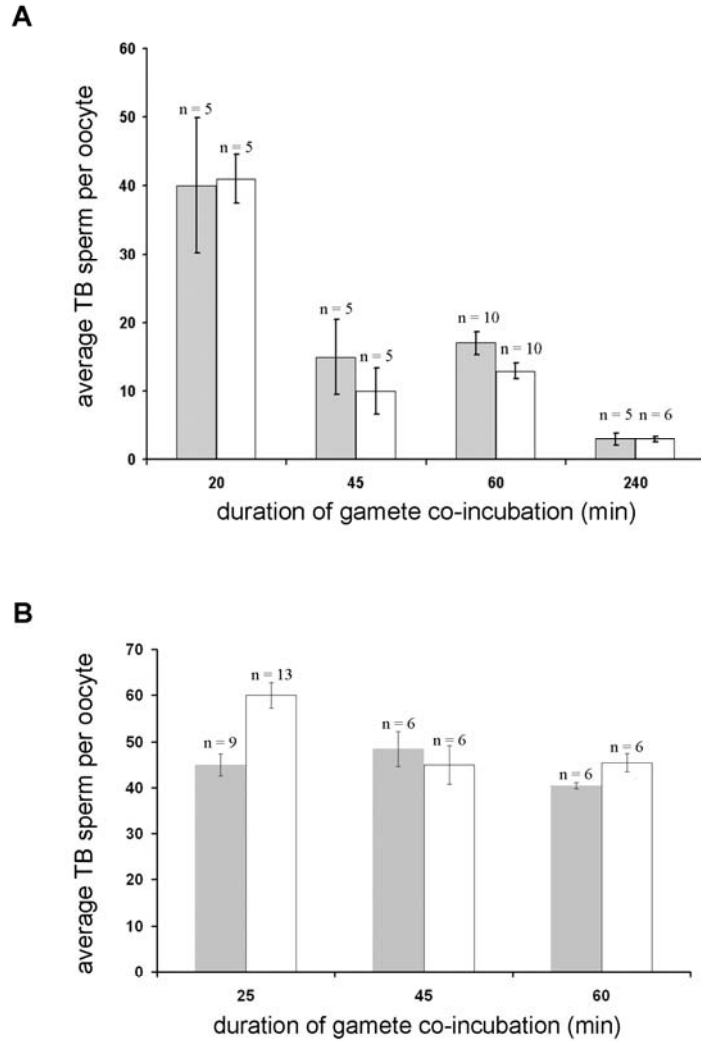 A
average TB sperm per oocyte
60
50
40
30
20
10
0
n = 5
n = 5
n = 5
n = 5
n = 10
n = 10
n = 5
n = 6
20
45
60
240
duration of gamete co-incubation (min)
B
average TB sperm per oocyte
70
60
50
40
30
20
10
0
n = 9
n = 13
n = 6
n = 6
n = 6
n = 6
25
45
60
duration of gamete co-incubation (min)